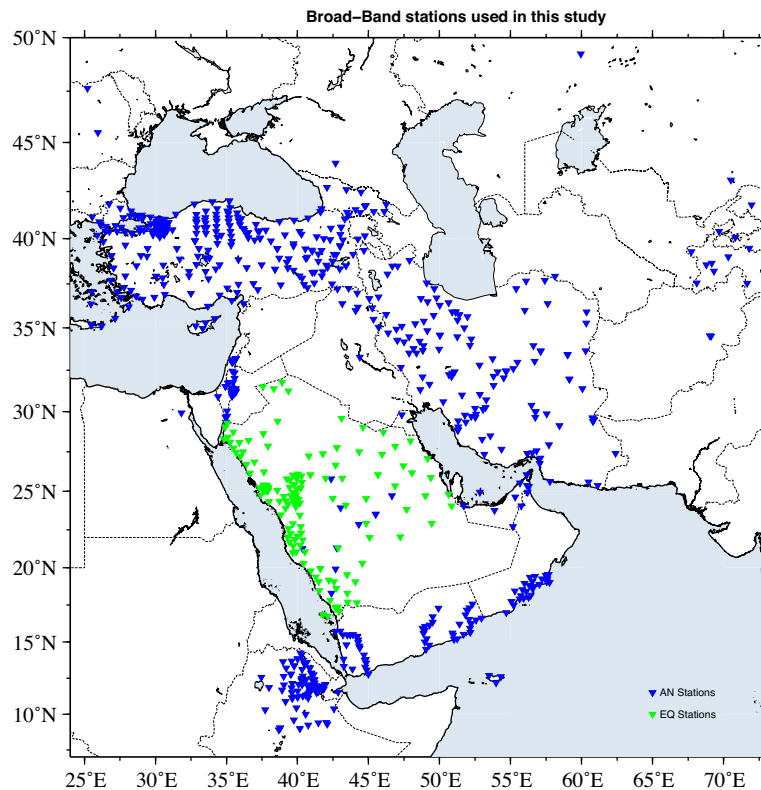 Broad−Band stations used in this study
50°N
45°N
40°N
35°N
30°N
25°N
20°N
15°N
10°N
AN Stations
EQ Stations
25°E 30°E 35°E 40°E 45°E 50°E 55°E 60°E 65°E 70°E